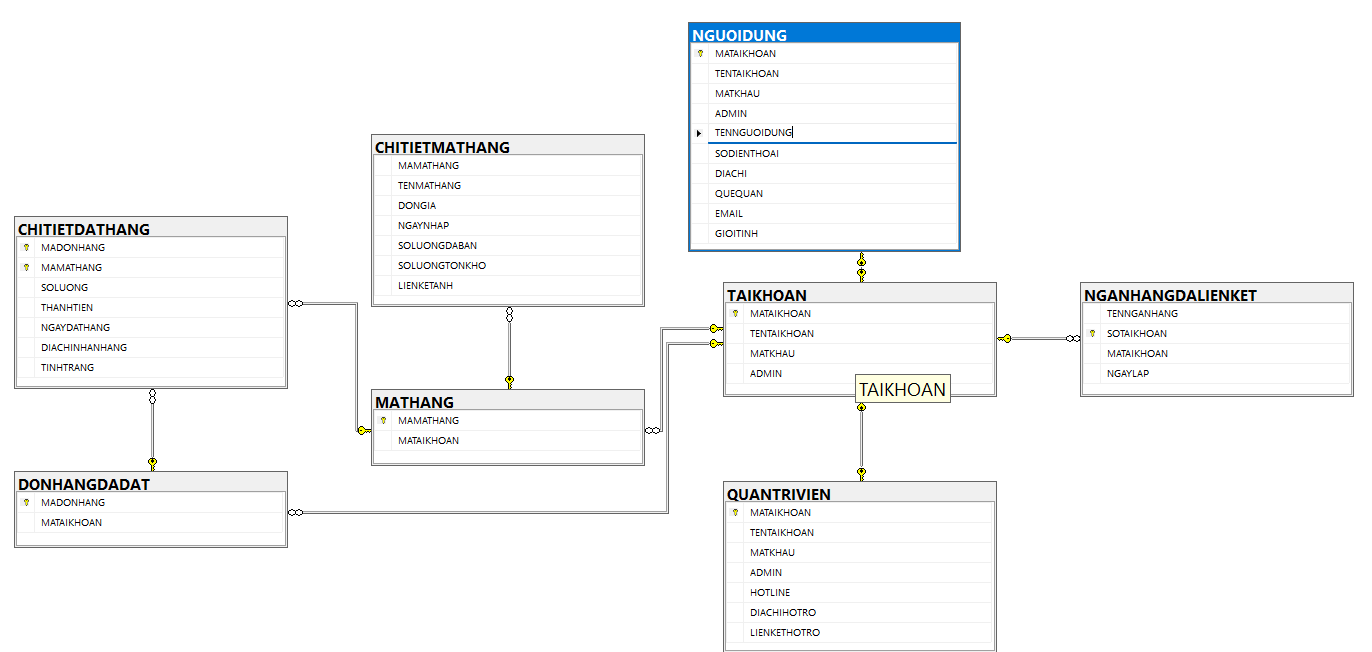 NGUOIDUNG
MATAIKHOAN
TENTAIKHOAN
MATKHAU
ADMIN
TENNGUOIDUNG
SODIENTHOAI
DIACHI
QUEQUAN
EMAIL
GIOITINH
CHITIETMATHANG
MAMATHANG
TENMATHANG
DONGIA
NGAYNHAP
SOLUONGDABAN
SOLUONGTONKHO
LIENKETANH
CHITIETDATHANG
MADONHANG
MAMATHANG
SOLUONG
THANHTIEN
NGAYDATHANG
DIACHINHANHANG
TINHTRANG
TAIKHOAN
MATAIKHOAN
TENTAIKHOAN
MATKHAU
ADMIN
TAIKHOAN
NGANHANGDALIENKET
TENNGANHANG
SOTAIKHOAN
MATAIKHOAN
NGAYLAP
MATHANG
MAMATHANG
MATAIKHOAN
DONHANGDADAT
MADONHANG
MATAIKHOAN
QUANTRIVIEN
MATAIKHOAN
TENTAIKHOAN
MATKHAU
ADMIN
HOTLINE
DIACHIHOTRO
LIENKETHOTRO